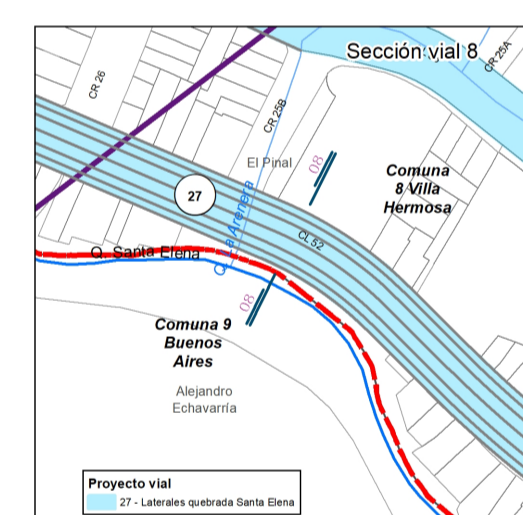 Sección vial 8
CR 25A
CR 26
CR 25B
El Pinal
08
Comuna
8 Villa
Hermosa
27
Q. La Arenera
CL 52
Q. Santa Elena
08
Comuna 9
Buenos
Aires
Alejandro
Echavarría
Proyecto vial
27 - Laterales quebrada Santa Elena